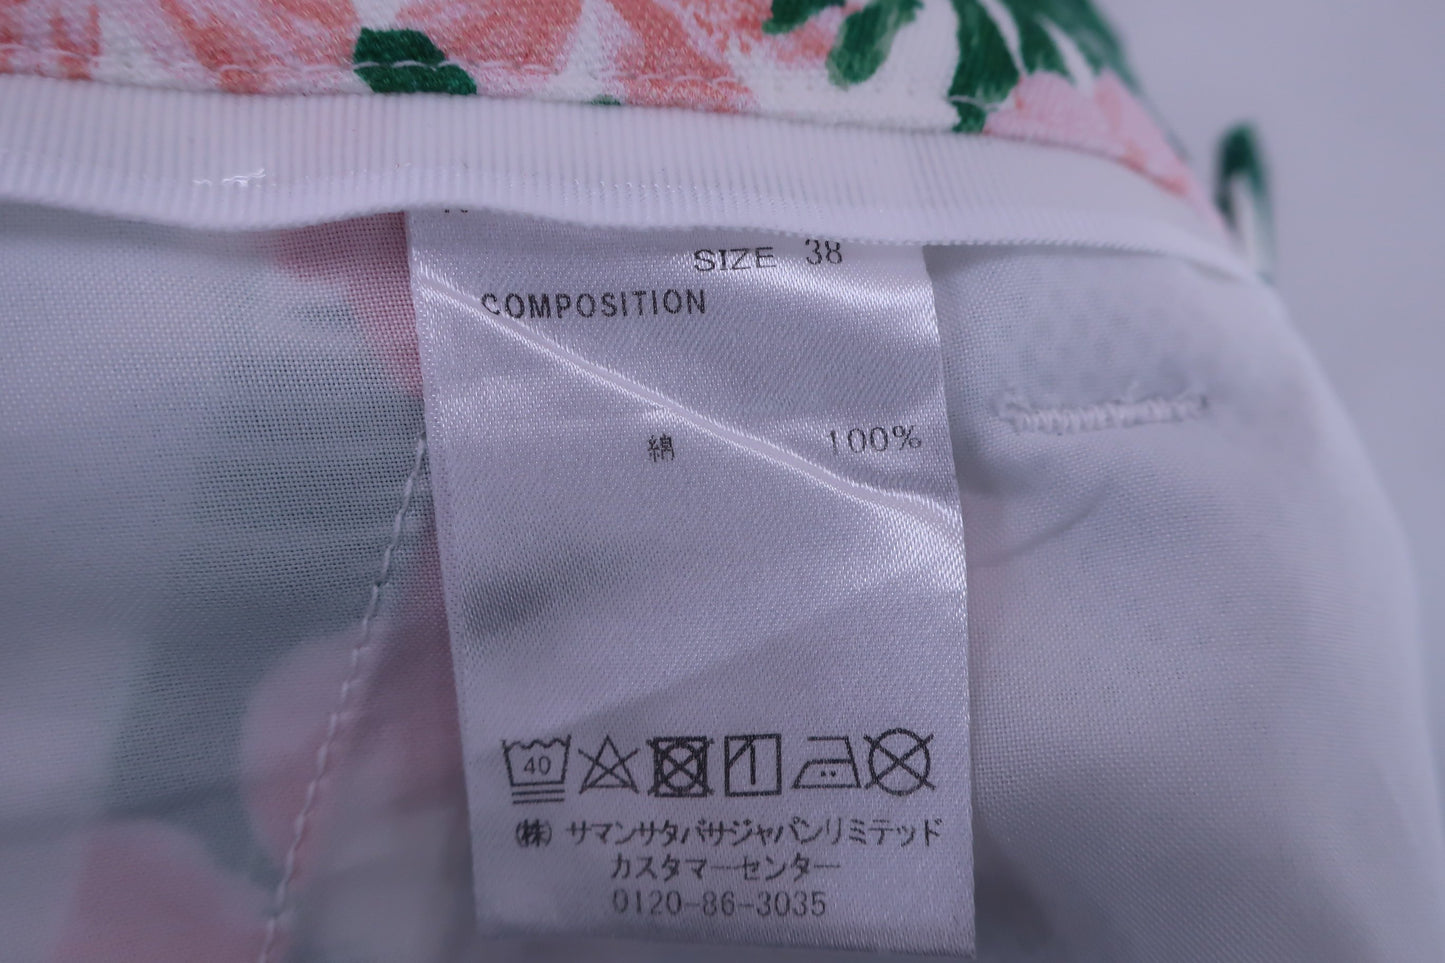 SIZE 38
COMPOSITION
綿 100%
40
(株) サマンサタバサジャパンリミテッド
カスタマーセンター
0120-86-3035